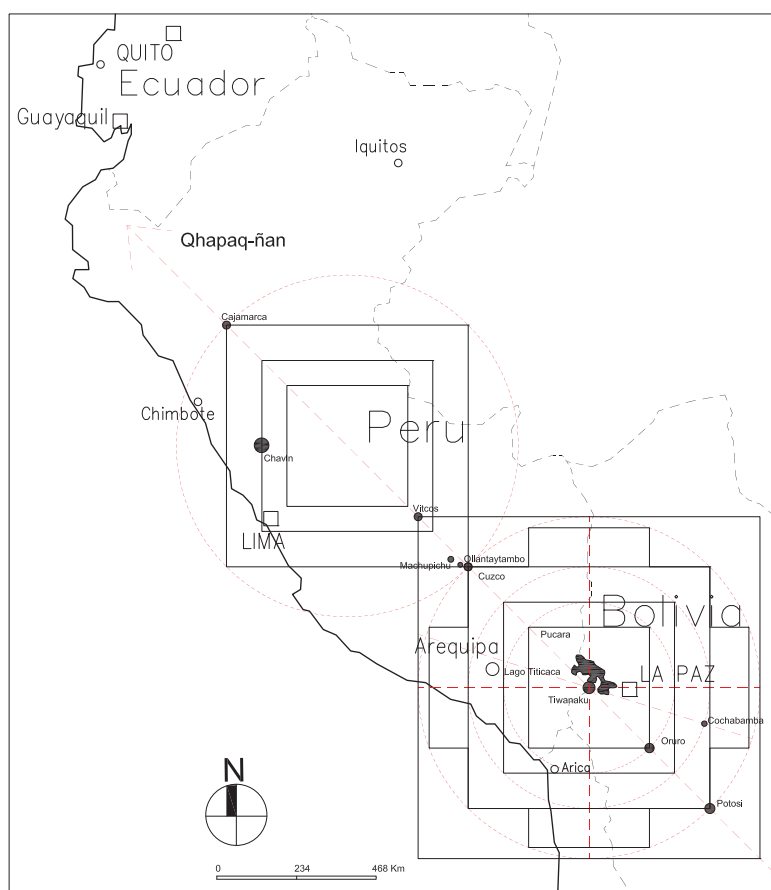 QUITO
Ecuador
Guayaquil
Iquitos
Qhapaq-ñan
Cajamarca
Chimbote
Peru
Chavin
Vitcos
LIMA
Ollantaytambo
Machupichu
Cuzco
Bolivia
Pucara
Arequipa
Lago Titicaca
LA PAZ
Tiwanaku
Cochabamba
Oruro
Arica
N
Potosi
0 234 468 Km